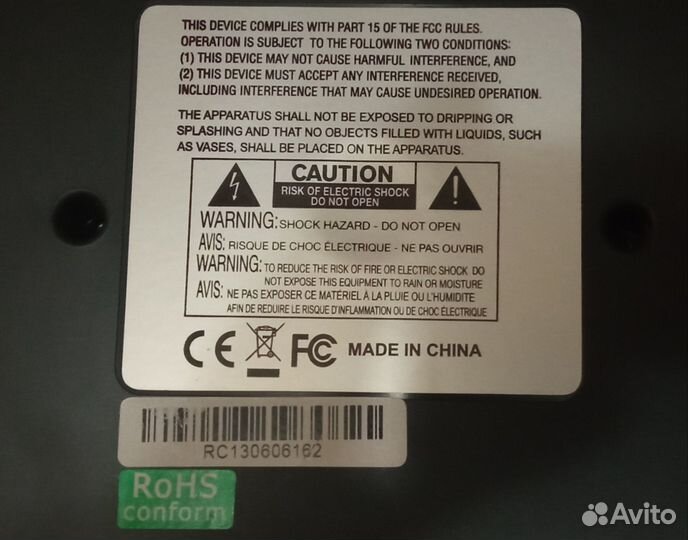 THIS DEVICE COMPLIES WITH PART 15 OF THE FCC RULES.
OPERATION IS SUBJECT TO THE FOLLOWING TWO CONDITIONS:
(1) THIS DEVICE MAY NOT CAUSE HARMFUL INTERFERENCE, AND
(2) THIS DEVICE MUST ACCEPT ANY INTERFERENCE RECEIVED,
INCLUDING INTERFERENCE THAT MAY CAUSE UNDESIRED OPERATION.
THE APPARATUS SHALL NOT BE EXPOSED TO DRIPPING OR
SPLASHING AND THAT NO OBJECTS FILLED WITH LIQUIDS, SUCH
AS VASES, SHALL BE PLACED ON THE APPARATUS.
CAUTION
RISK OF ELECTRIC SHOCK
DO NOT OPEN
WARNING: SHOCK HAZARD - DO NOT OPEN
AVIS: RISQUE DE CHOC ÉLECTRIQUE - NE PAS OUVRIR
WARNING: TO REDUCE THE RISK OF FIRE OR ELECTRIC SHOCK DO
NOT EXPOSE THIS EQUIPMENT TO RAIN OR MOISTURE
AVIS: NE PAS EXPOSER CE MATÉRIEL À LA PLUIE OU L'HUMIDITE
AFIN DE REDUIRE LE RISQUE D'INFLAMMATION OU DE CHOC ÉLECTRIQUE
CE FC MADE IN CHINA
RC130606162
RoHS
conform
Avito